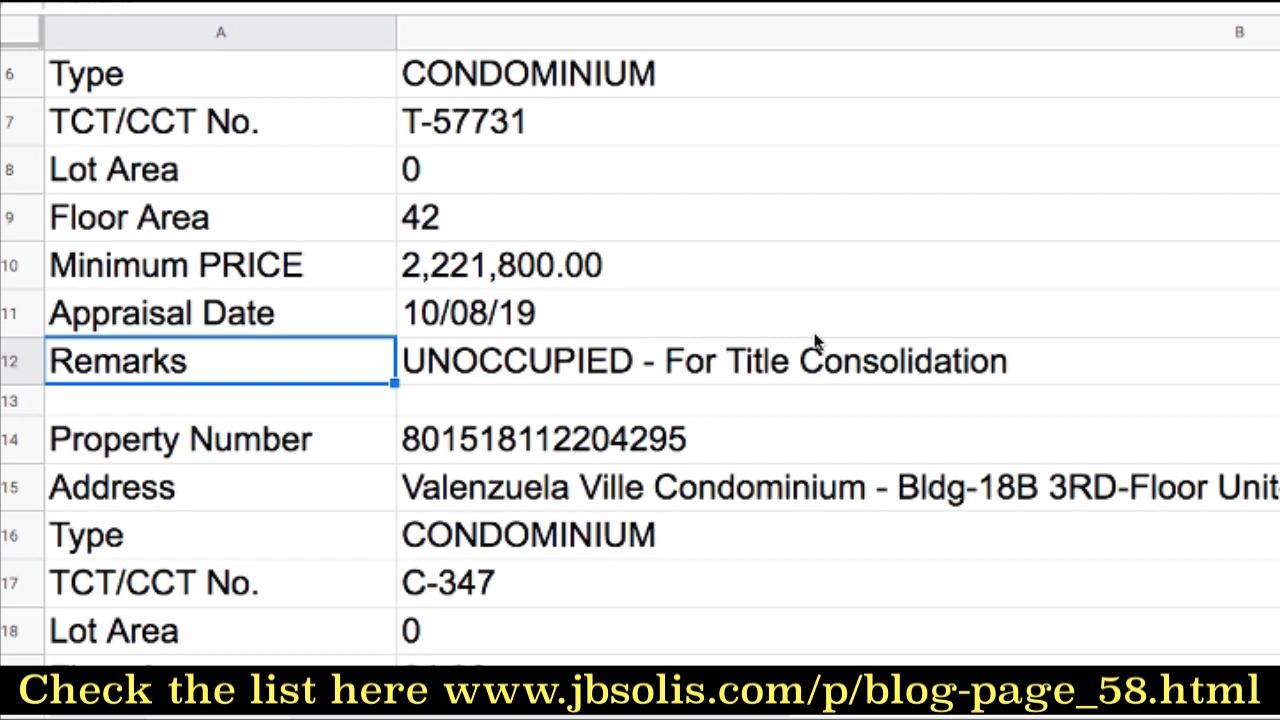 A B
6 Type CONDOMINIUM
7 TCT/CCT No. T-57731
8 Lot Area 0
9 Floor Area 42
10 Minimum PRICE 2,221,800.00
11 Appraisal Date 10/08/19
12 Remarks UNOCCUPIED - For Title Consolidation
13
14 Property Number 801518112204295
15 Address Valenzuela Ville Condominium - Bldg-18B 3RD-Floor Unit-
16 Type CONDOMINIUM
17 TCT/CCT No. C-347
18 Lot Area 0
Check the list here www.jbsolis.com/p/blog-page_58.html